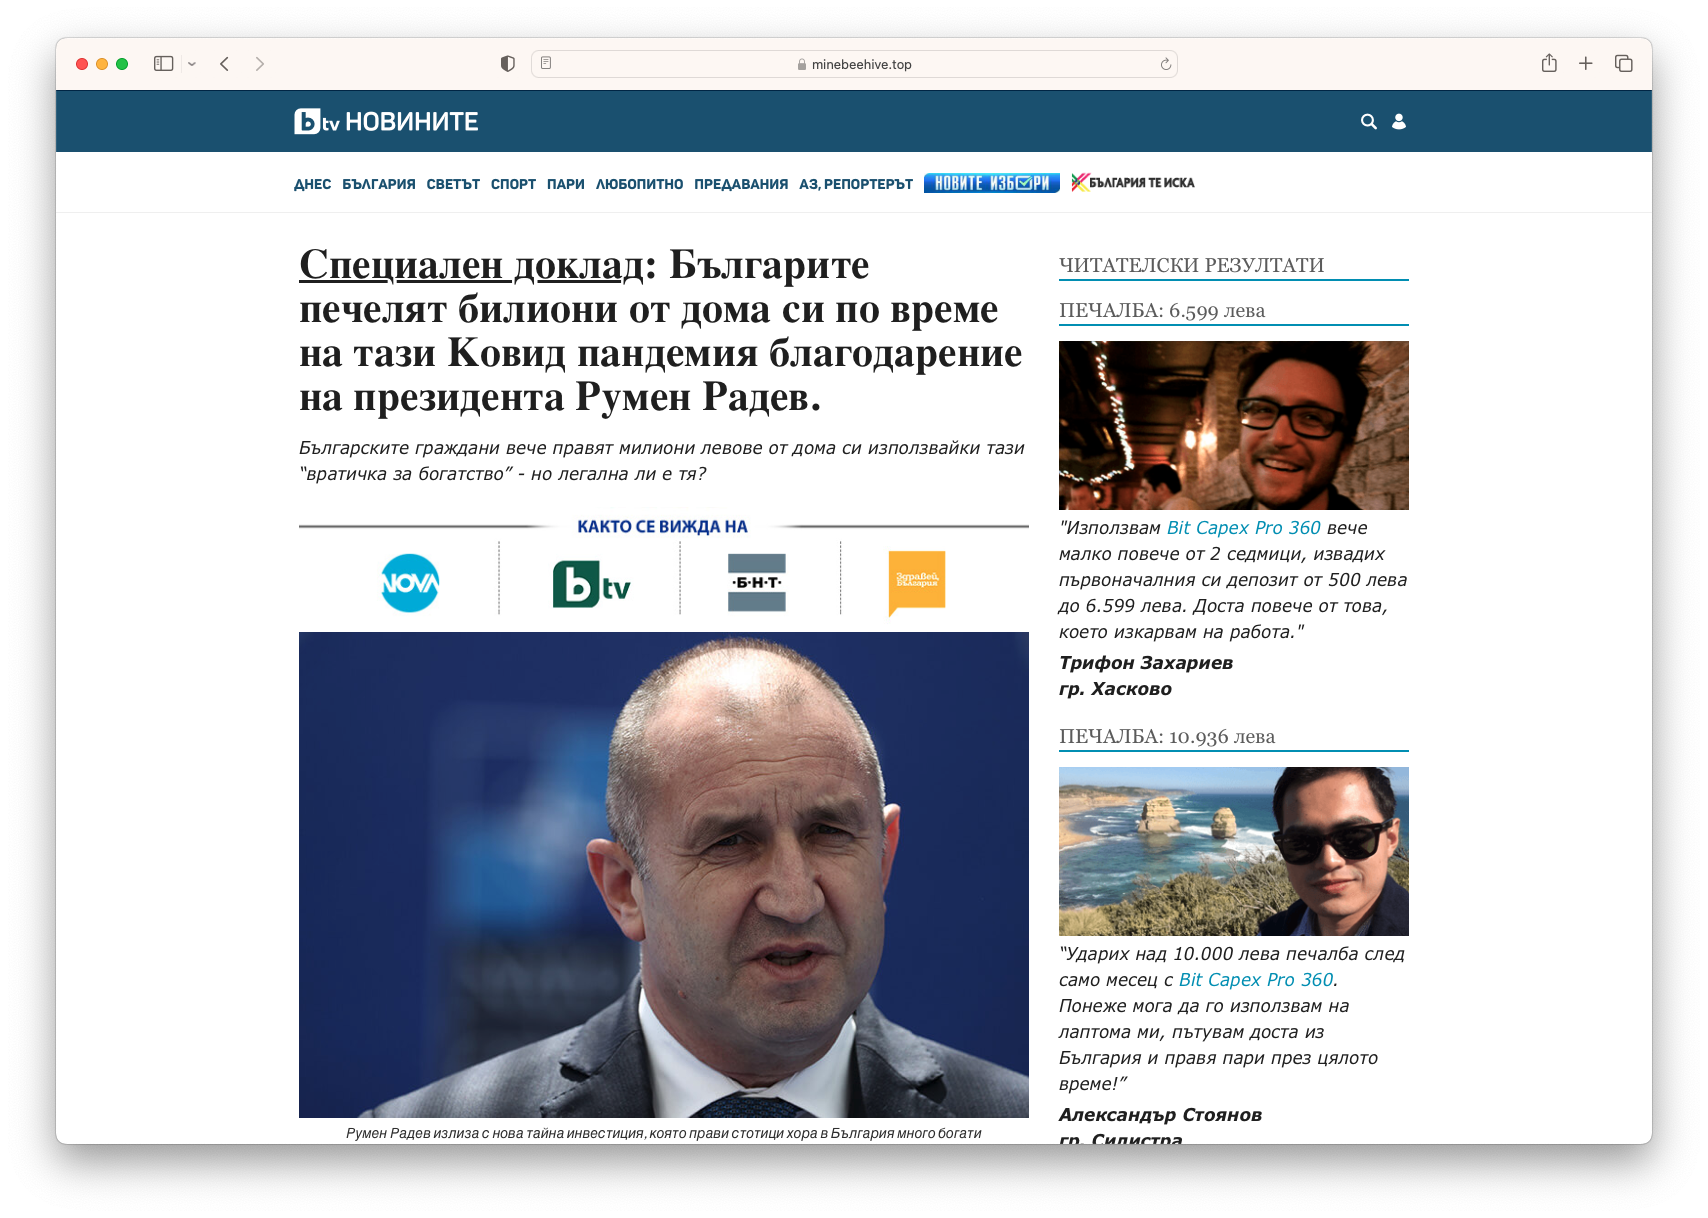 minebeehive.top
btv НОВИНИТЕ
ДНЕС БЪЛГАРИЯ СВЕТЪТ СПОРТ ПАРИ ЛЮБОПИТНО ПРЕДАВАНИЯ АЗ, РЕПОРТЕРЪТ НОВИТЕ ИЗБОРИ БЪЛГАРИЯ ТЕ ИСКА
Специален доклад: Българите
печелят билиони от дома си по време
на тази Ковид пандемия благодарение
на президента Румен Радев.
Българските граждани вече правят милиони левове от дома си използвайки тази
“вратичка за богатство” - но легална ли е тя?
КАКТО СЕ ВИЖДА НА
NOVA
btv
·Б·Н·Т·
Здравей,
България
Румен Радев излиза с нова тайна инвестиция, която прави стотици хора в България много богати
ЧИТАТЕЛСКИ РЕЗУЛТАТИ
ПЕЧАЛБА: 6.599 лева
"Използвам Bit Capex Pro 360 вече
малко повече от 2 седмици, извадих
първоначалния си депозит от 500 лева
до 6.599 лева. Доста повече от това,
което изкарвам на работа."
Трифон Захариев
гр. Хасково
ПЕЧАЛБА: 10.936 лева
“Ударих над 10.000 лева печалба след
само месец с Bit Capex Pro 360.
Понеже мога да го използвам на
лаптома ми, пътувам доста из
България и правя пари през цялото
време!”
Александър Стоянов
гр. Силистра